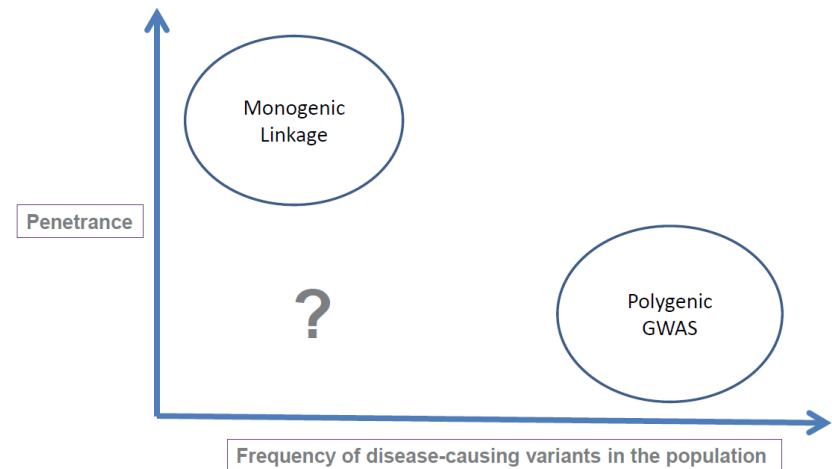 Monogenic
Linkage
Penetrance
?
Polygenic
GWAS
Frequency of disease-causing variants in the population